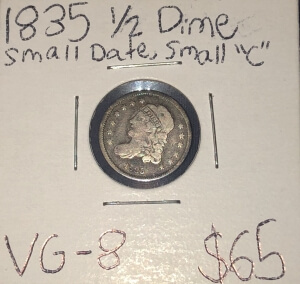 1835 1/2 Dime
Small Date, Small "C"
VG-8 $65